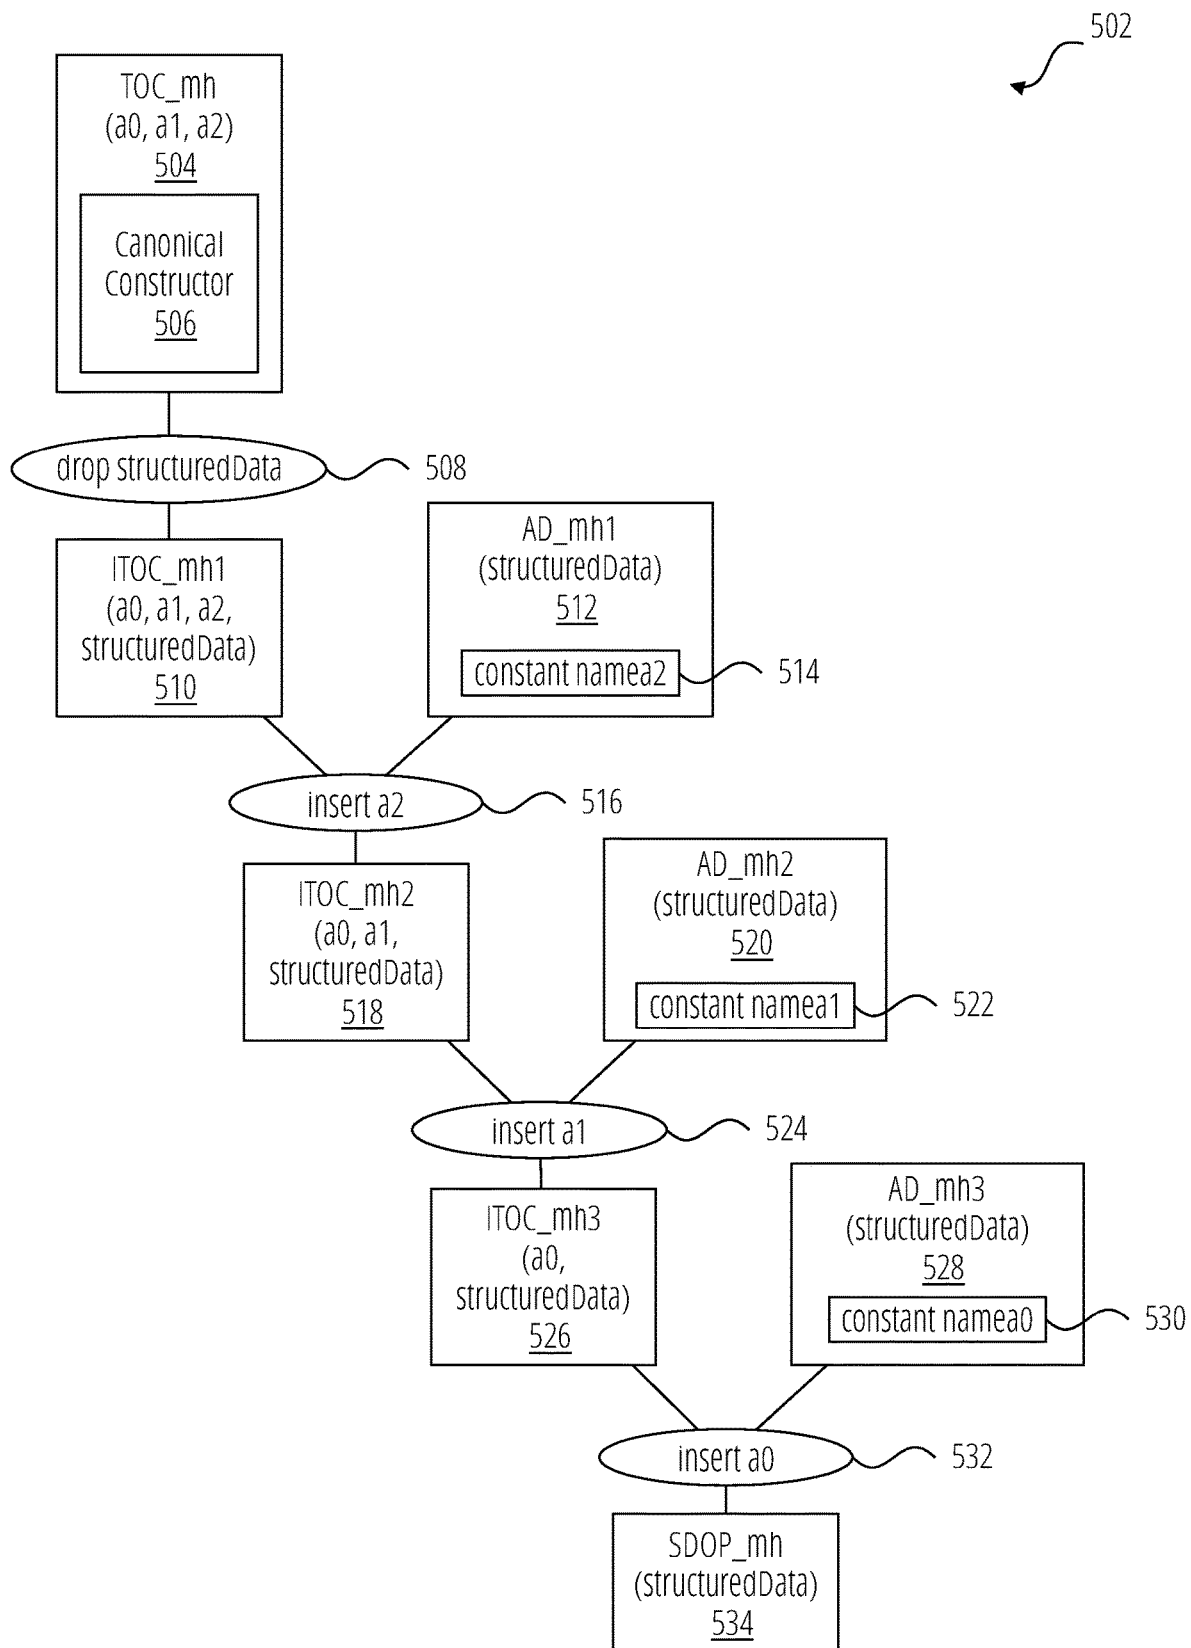 502
TOC_mh
(a0, a1, a2)
504
Canonical
Constructor
506
drop structuredData
508
ITOC_mh1
(a0, a1, a2,
structuredData)
510
AD_mh1
(structuredData)
512
constant namea2
514
insert a2
516
ITOC_mh2
(a0, a1,
structuredData)
518
AD_mh2
(structuredData)
520
constant namea1
522
insert a1
524
ITOC_mh3
(a0,
structuredData)
526
AD_mh3
(structuredData)
528
constant namea0
530
insert a0
532
SDOP_mh
(structuredData)
534